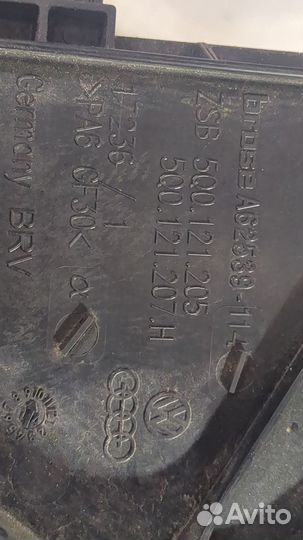 brose A62589-114
ZSB 5Q0.121.205
5Q0.121.207.H
17236/1
>PA6 GF30<
Germany BRV
Avito